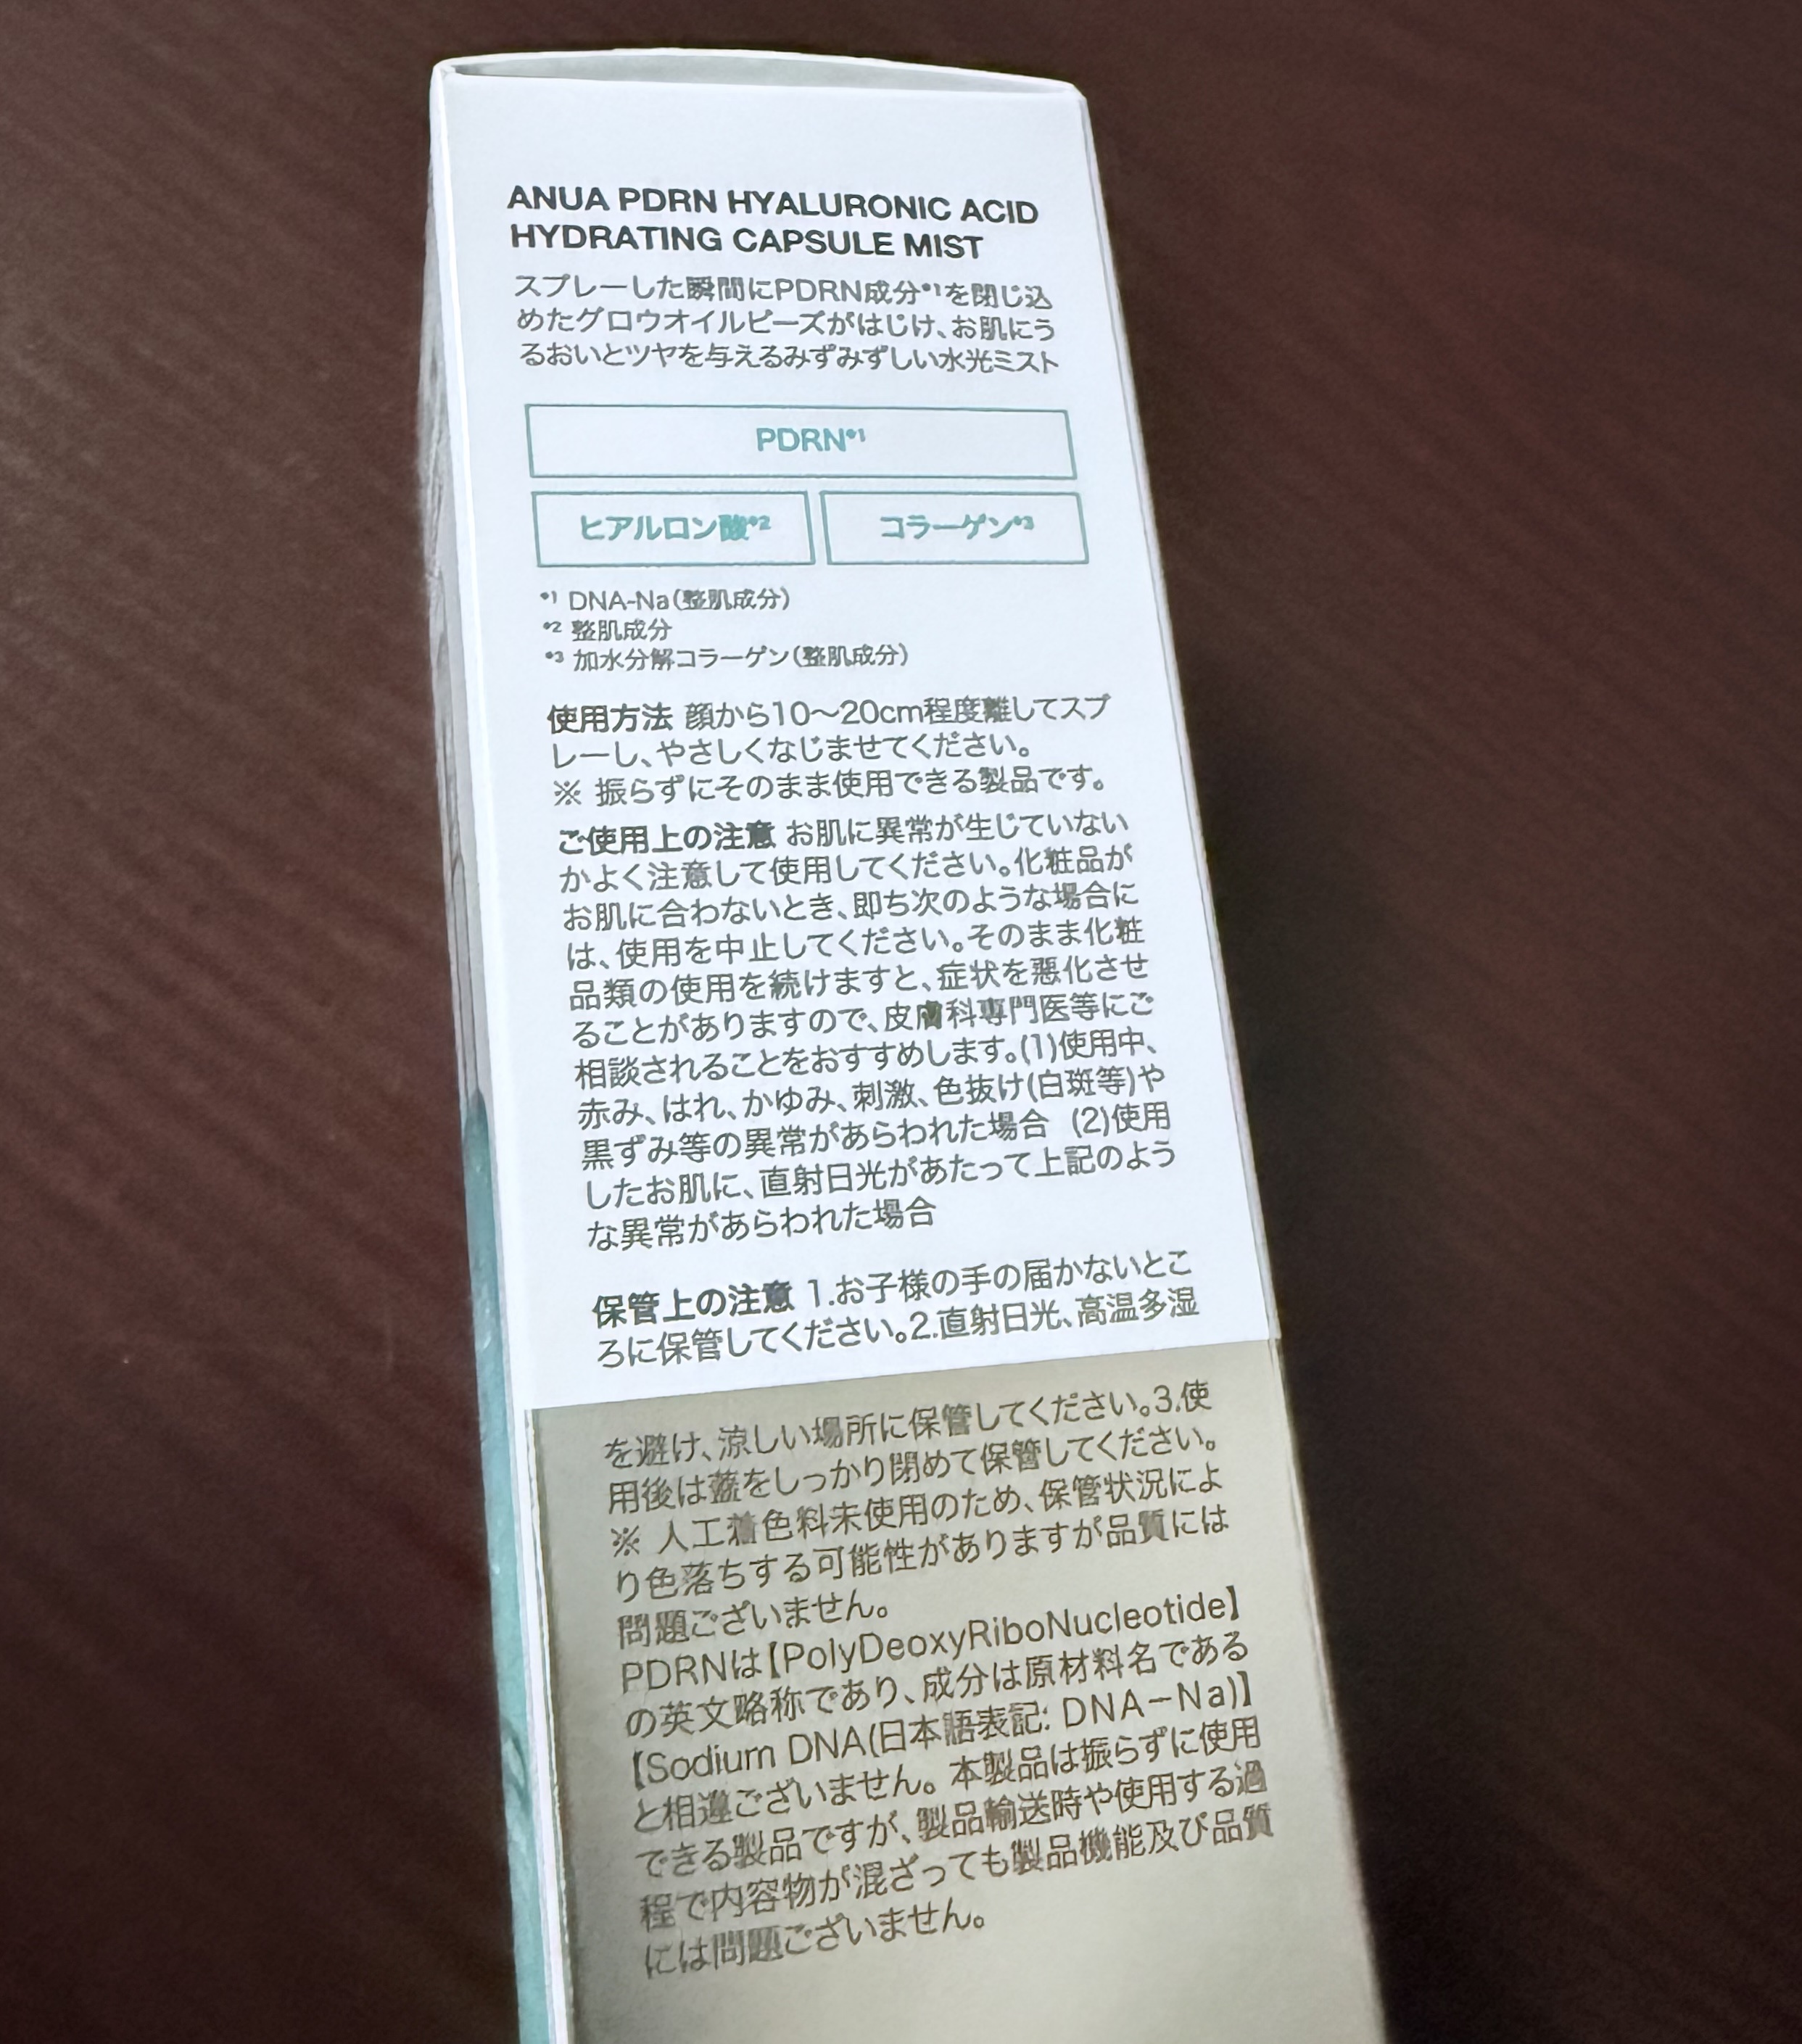 ANUA PDRN HYALURONIC ACID
HYDRATING CAPSULE MIST
スプレーした瞬間にPDRN成分*1を閉じ込
めたグロウオイルビーズがはじけ、お肌にう
るおいとツヤを与えるみずみずしい水光ミスト
PDRN*1
ヒアルロン酸*2 コラーゲン*3
*1 DNA-Na(整肌成分)
*2 整肌成分
*3 加水分解コラーゲン(整肌成分)
使用方法 顔から10〜20cm程度離してスプ
レーし、やさしくなじませてください。
※ 振らずにそのまま使用できる製品です。
ご使用上の注意 お肌に異常が生じていない
かよく注意して使用してください。化粧品が
お肌に合わないとき、即ち次のような場合に
は、使用を中止してください。そのまま化粧
品類の使用を続けますと、症状を悪化させ
ることがありますので、皮膚科専門医等にご
相談されることをおすすめします。(1)使用中、
赤み、はれ、かゆみ、刺激、色抜け(白斑等)や
黒ずみ等の異常があらわれた場合 (2)使用
したお肌に、直射日光があたって上記のよう
な異常があらわれた場合
保管上の注意 1.お子様の手の届かないとこ
ろに保管してください。2.直射日光、高温多湿
を避け、涼しい場所に保管してください。3.使
用後は蓋をしっかり閉めて保管してください。
※ 人工着色料未使用のため、保管状況によ
り色落ちする可能性がありますが品質には
問題ございません。
PDRNは【PolyDeoxyRiboNucleotide】
の英文略称であり、成分は原材料名である
【Sodium DNA(日本語表記: DNA−Na)】
と相違ございません。本製品は振らずに使用
できる製品ですが、製品輸送時や使用する過
程で内容物が混ざっても製品機能及び品質
には問題ございません。